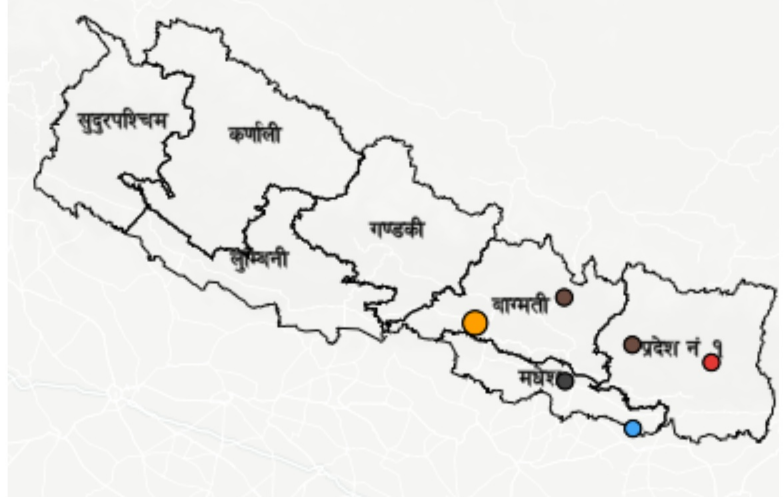 सुदुरपश्चिम
कर्णाली
गण्डकी
लुम्बिनी
बाग्मती
प्रदेश नं १
मधेश